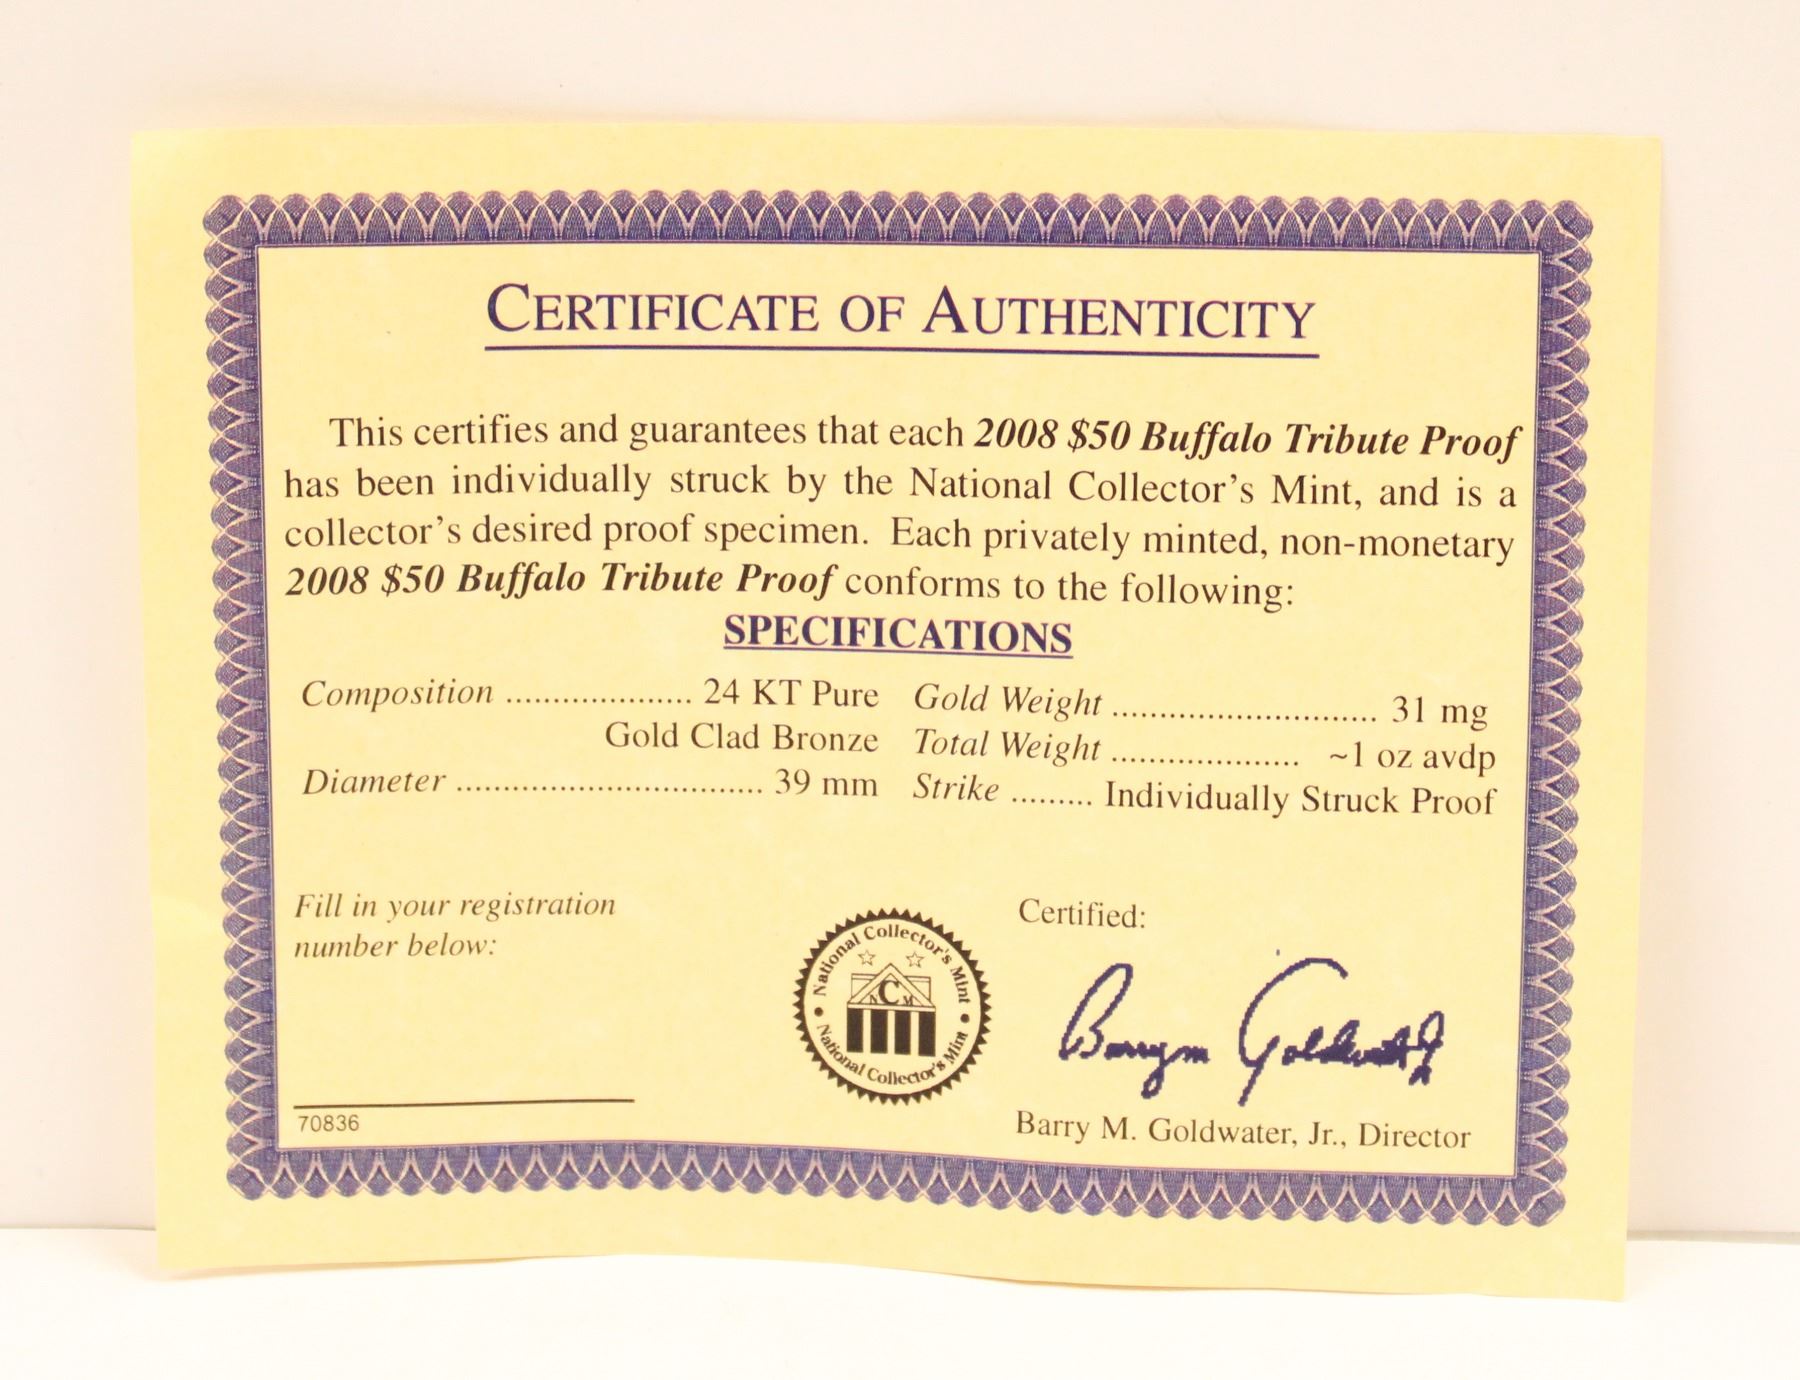 CERTIFICATE OF AUTHENTICITY
This certifies and guarantees that each 2008 $50 Buffalo Tribute Proof
has been individually struck by the National Collector's Mint, and is a
collector's desired proof specimen. Each privately minted, non-monetary
2008 $50 Buffalo Tribute Proof conforms to the following:
SPECIFICATIONS
Composition ................... 24 KT Pure
Gold Clad Bronze
Diameter ............................... 39 mm
Gold Weight ........................... 31 mg
Total Weight ................... ~1 oz avdp
Strike ......... Individually Struck Proof
Fill in your registration
number below:
70836
National Collector's Mint
NCM
National Collector's Mint
Certified:
Barry M Goldwater Jr
Barry M. Goldwater, Jr., Director